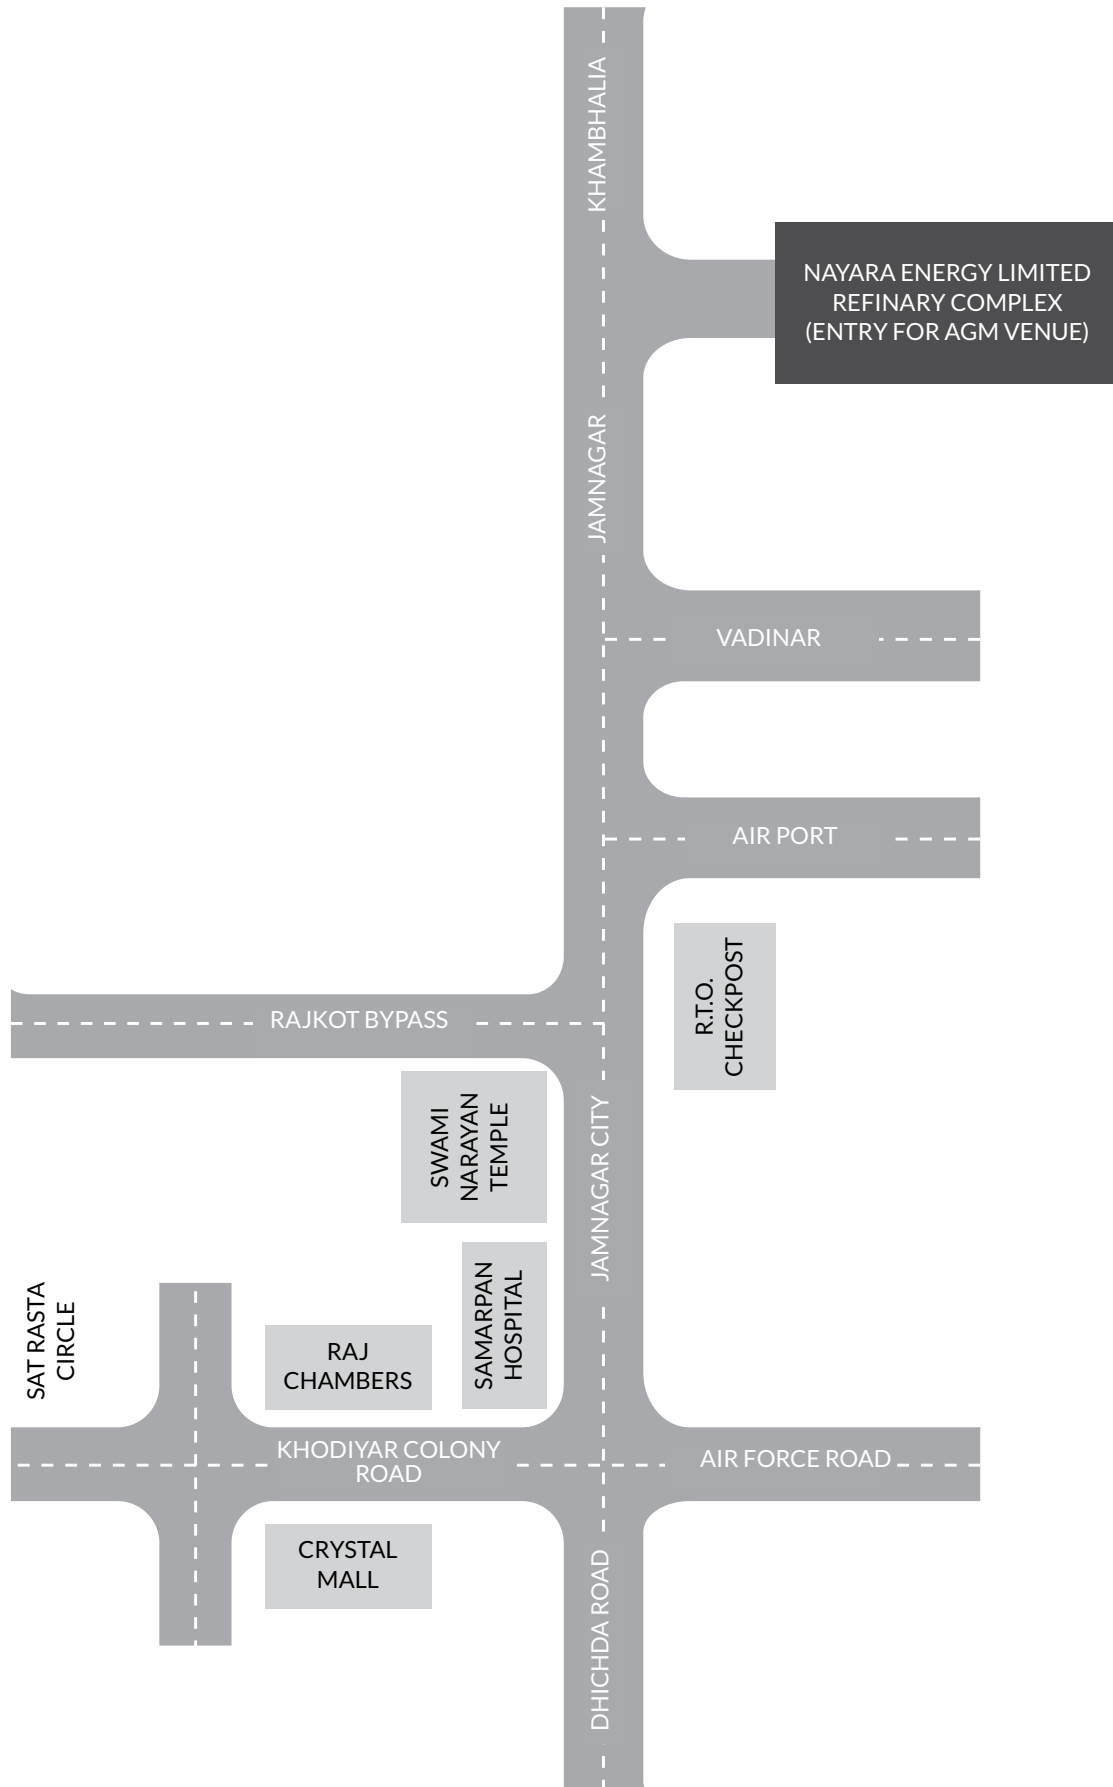 KHAMBHALIA
NAYARA ENERGY LIMITED
REFINARY COMPLEX
(ENTRY FOR AGM VENUE)
JAMNAGAR
VADINAR
AIR PORT
R.T.O.
CHECKPOST
RAJKOT BYPASS
SWAMI
NARAYAN
TEMPLE
JAMNAGAR CITY
SAMARPAN
HOSPITAL
SAT RASTA
CIRCLE
RAJ
CHAMBERS
KHODIYAR COLONY
ROAD
AIR FORCE ROAD
CRYSTAL
MALL
DHICHDA ROAD